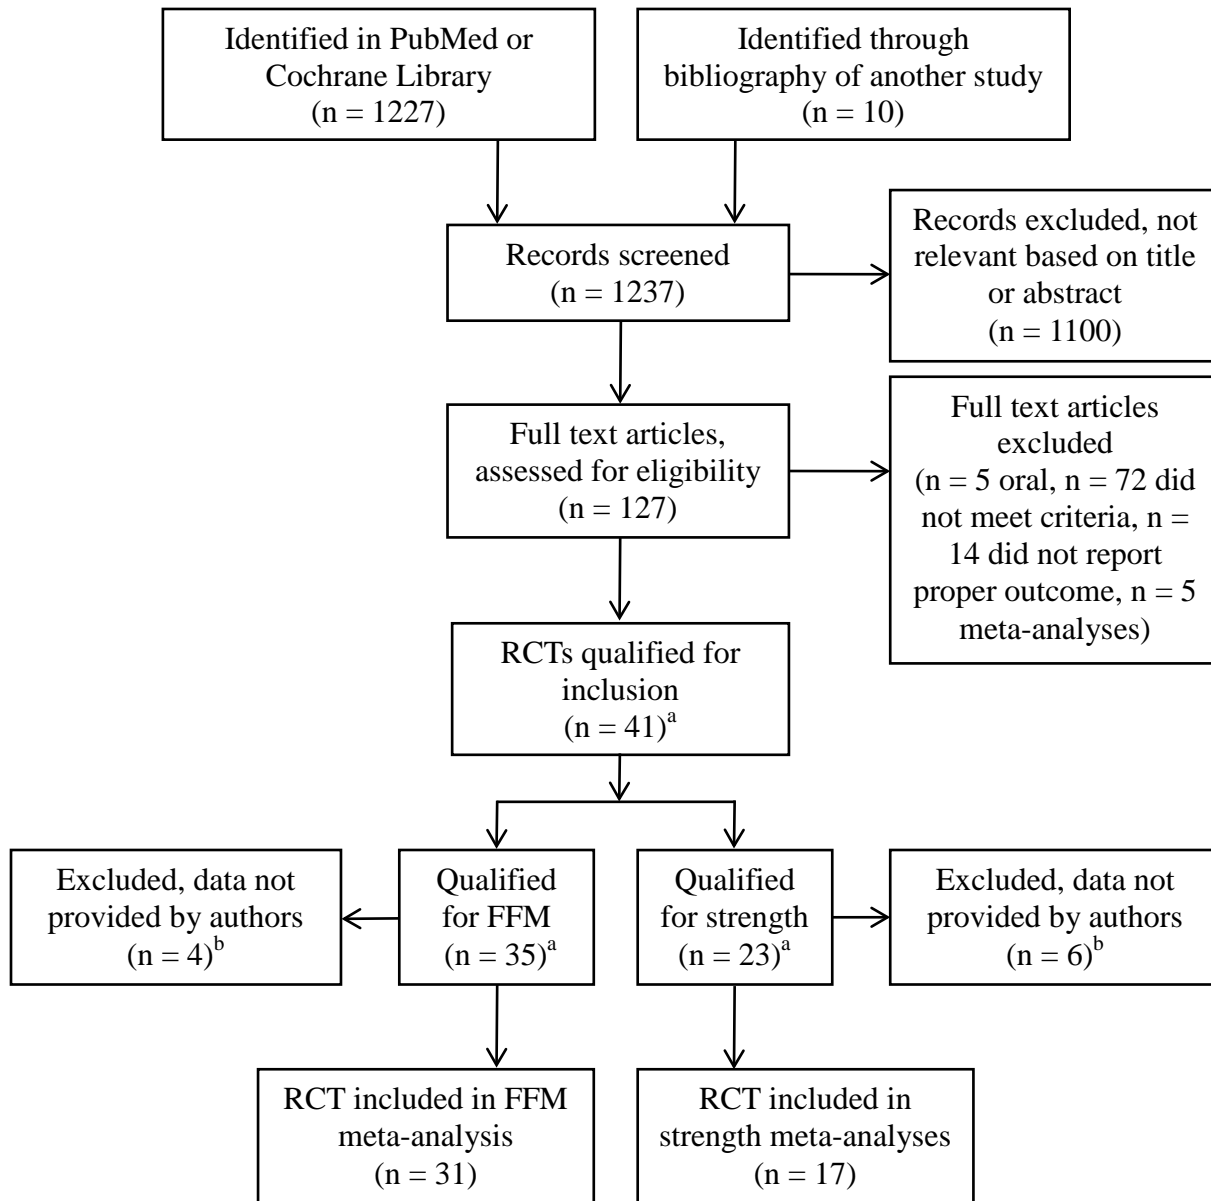 Identified in PubMed or
Cochrane Library
(n = 1227)
Identified through
bibliography of another study
(n = 10)
Records screened
(n = 1237)
Records excluded, not
relevant based on title
or abstract
(n = 1100)
Full text articles,
assessed for eligibility
(n = 127)
Full text articles
excluded
(n = 5 oral, n = 72 did
not meet criteria, n =
14 did not report
proper outcome, n = 5
meta-analyses)
RCTs qualified for
inclusion
(n = 41)a
Excluded, data not
provided by authors
(n = 4)b
Qualified
for FFM
(n = 35)a
Qualified
for strength
(n = 23)a
Excluded, data not
provided by authors
(n = 6)b
RCT included in FFM
meta-analysis
(n = 31)
RCT included in
strength meta-analyses
(n = 17)